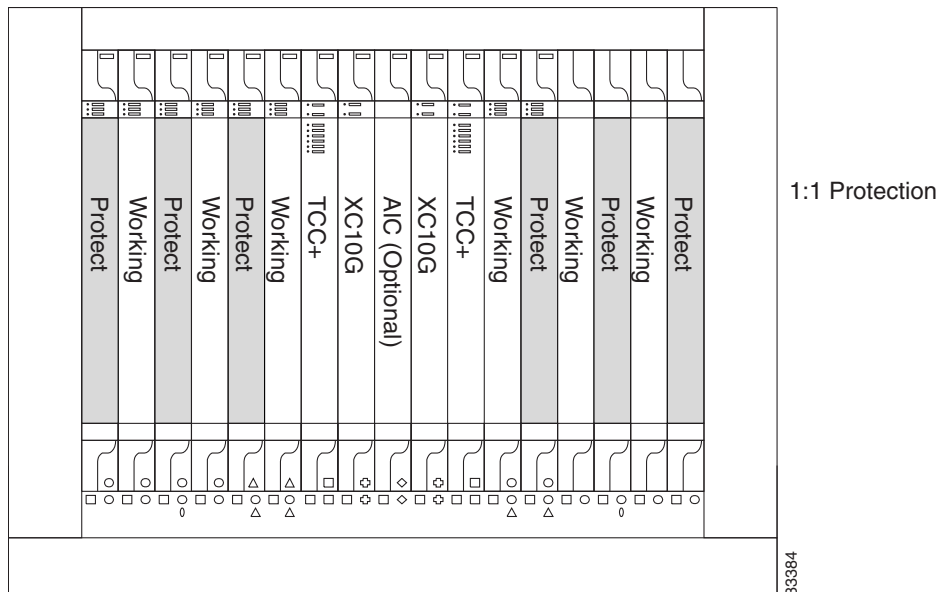 Protect
Working
Protect
Working
Protect
Working
TCC+
XC10G
AIC (Optional)
XC10G
TCC+
Working
Protect
Working
Protect
Working
Protect
1:1 Protection
33384